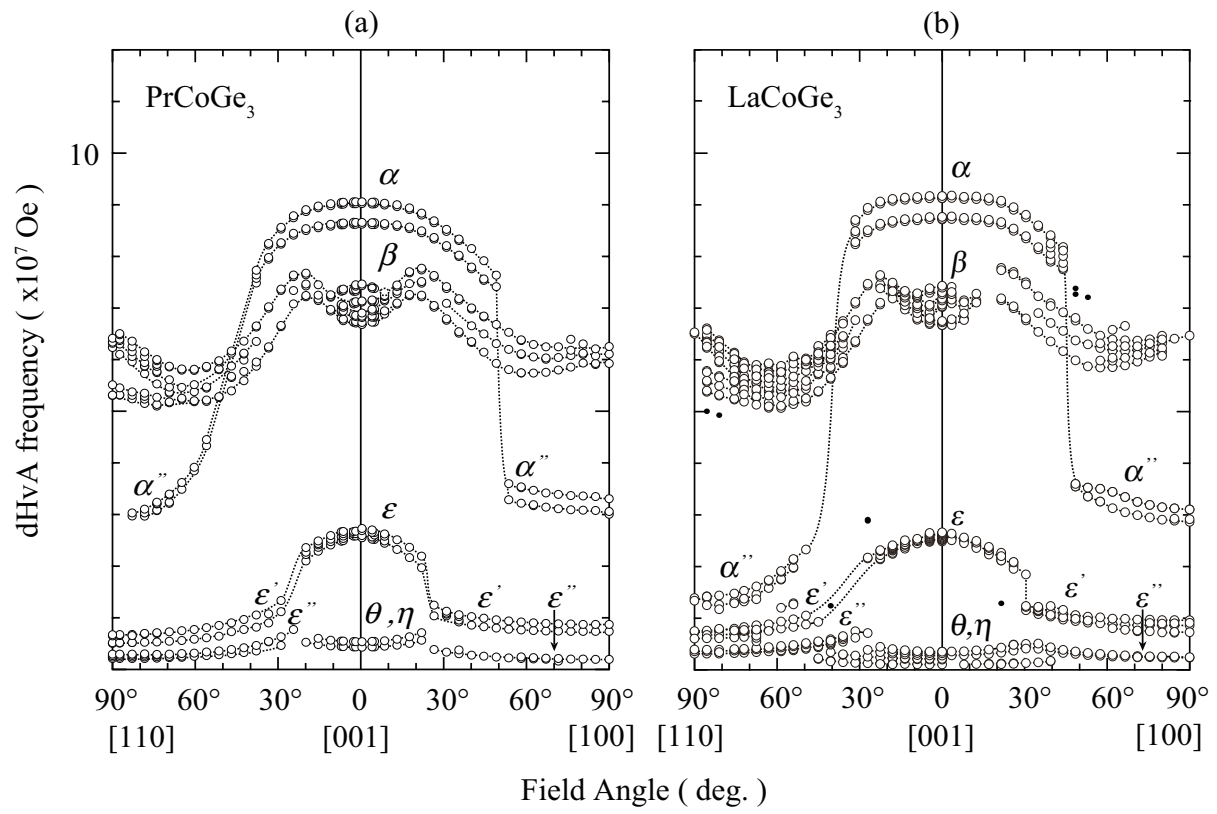 (a) (b)
PrCoGe3 LaCoGe3
10
α α
β β
α” α” α’’ α’’
ε ε
ε’ ε” ε’ ε” ε’ ε’’ ε’ ε’’
θ,η θ,η
dHvA frequency ( x10^7 Oe )
90° 60° 30° 0 30° 60° 90° 90° 60° 30° 0 30° 60° 90°
[110] [001] [100] [110] [001] [100]
Field Angle ( deg. )